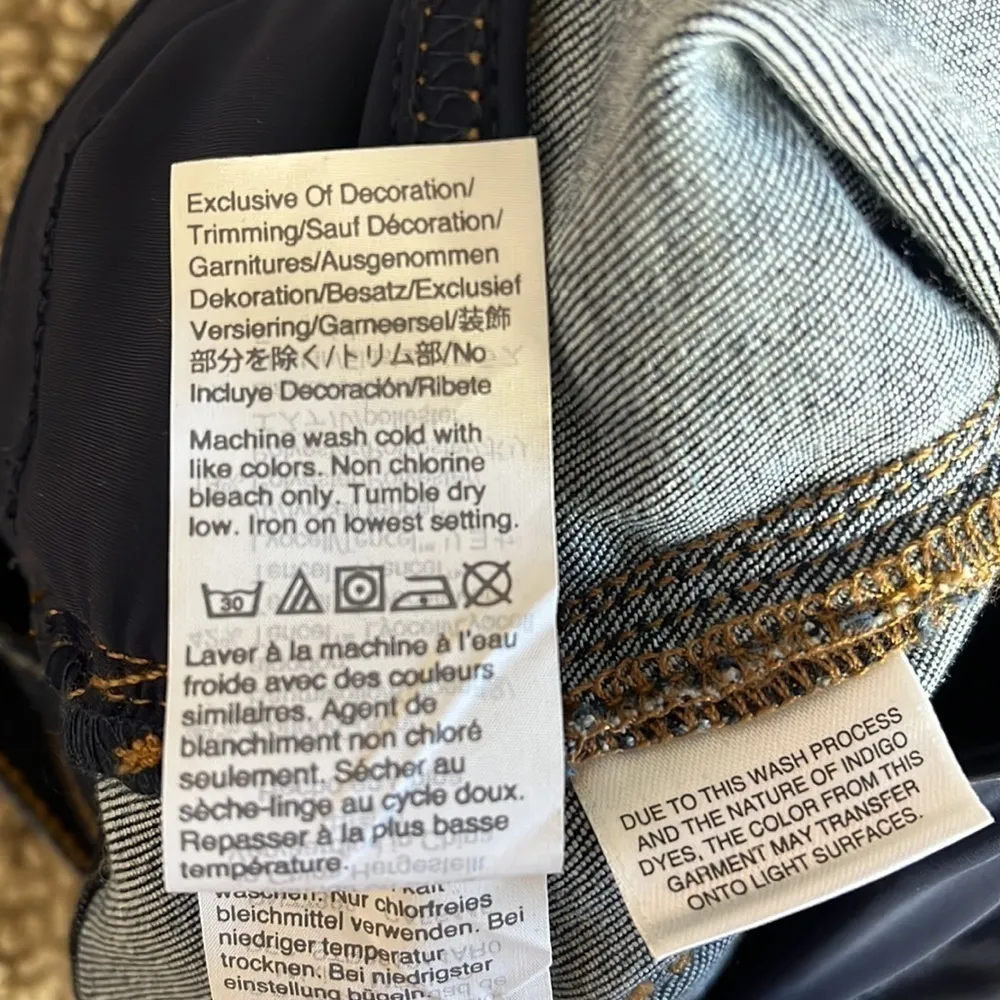 Exclusive Of Decoration/
Trimming/Sauf Décoration/
Garnitures/Ausgenommen
Dekoration/Besatz/Exclusief
Versiering/Garneersel/装飾
部分を除く/トリム部/No
Incluye Decoración/Ribete
Machine wash cold with
like colors. Non chlorine
bleach only. Tumble dry
low. Iron on lowest setting.
30
Laver à la machine à l'eau
froide avec des couleurs
similaires. Agent de
blanchiment non chloré
seulement. Sécher au
sèche-linge au cycle doux.
Repasser à la plus basse
température.
waschen. Nur chlorfreies
bleichmittel verwenden. Bei
niedriger temperatur
trocknen. Bei niedrigster
einstellung bügeln.
DUE TO THIS WASH PROCESS
AND THE NATURE OF INDIGO
DYES, THE COLOR FROM THIS
GARMENT MAY TRANSFER
ONTO LIGHT SURFACES.